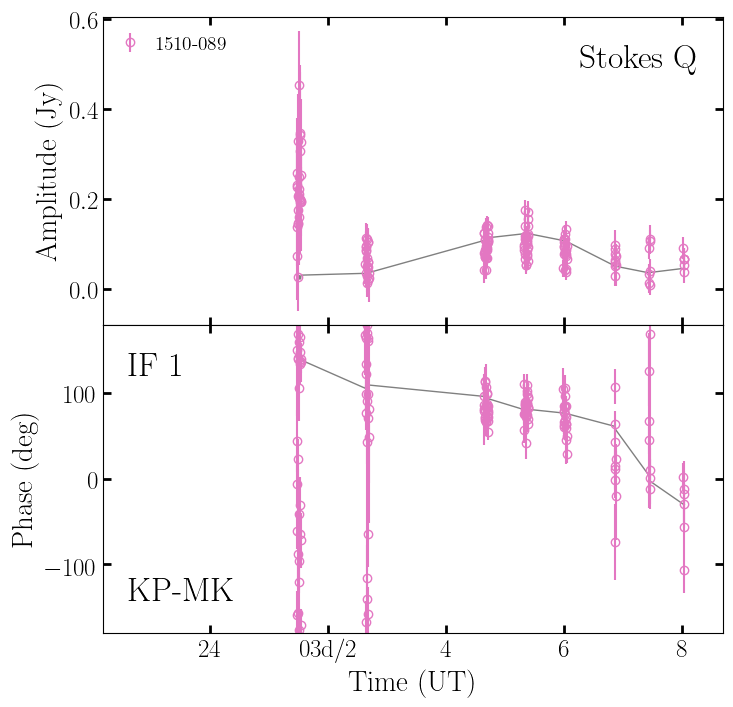 0.6
0.4
0.2
0.0
Amplitude (Jy)
1510-089
Stokes Q
IF 1
KP-MK
100
0
−100
Phase (deg)
24
03d/2
4
6
8
Time (UT)